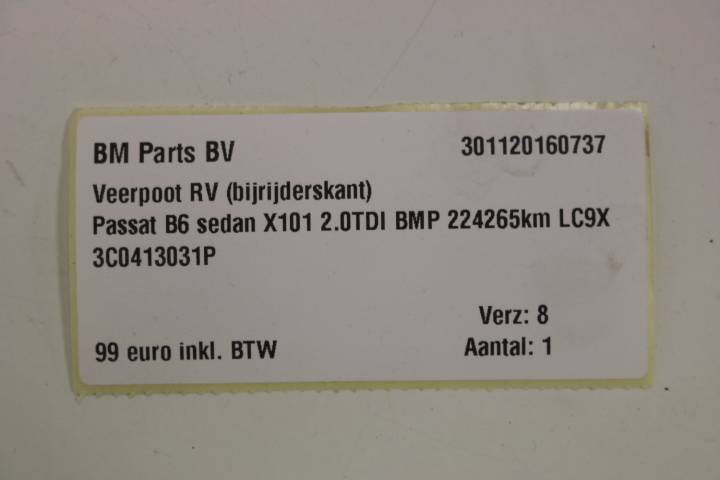 BM Parts BV 301120160737
Veerpoot RV (bijrijderskant)
Passat B6 sedan X101 2.0TDI BMP 224265km LC9X
3C0413031P
Verz: 8
99 euro inkl. BTW Aantal: 1